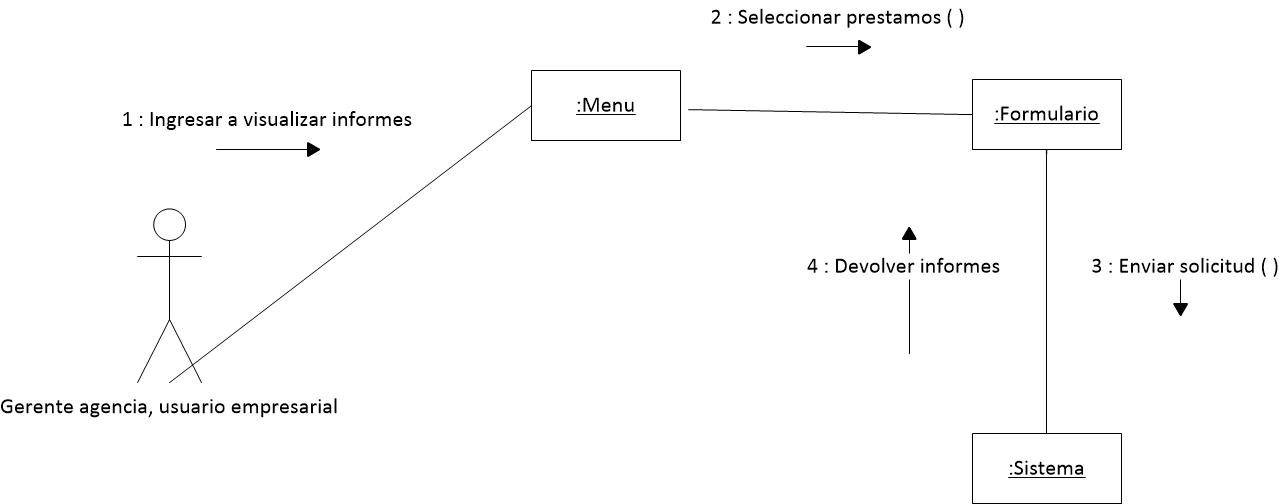 2 : Seleccionar prestamos ( )
:Menu
1 : Ingresar a visualizar informes
:Formulario
4 : Devolver informes
3 : Enviar solicitud ( )
Gerente agencia, usuario empresarial
:Sistema